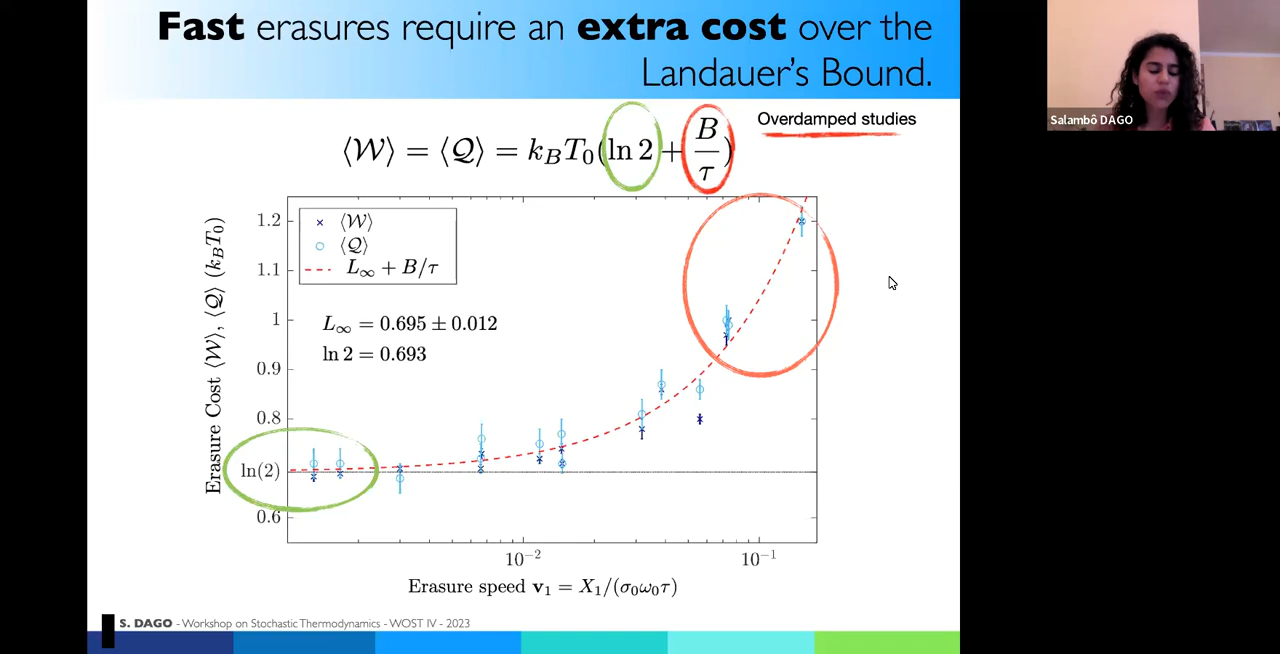 Fast erasures require an extra cost over the
Landauer's Bound.
Salambô DAGO
Overdamped studies
⟨W⟩ = ⟨Q⟩ = k_BT_0(ln 2 + B/τ)
⟨W⟩
⟨Q⟩
L_∞ + B/τ
L_∞ = 0.695 ± 0.012
ln 2 = 0.693
Erasure Cost ⟨W⟩, ⟨Q⟩ (k_BT_0)
1.2
1.1
1
0.9
0.8
ln(2)
0.6
10^-2
10^-1
Erasure speed v_1 = X_1/(σ_0ω_0τ)
S. DAGO - Workshop on Stochastic Thermodynamics - WOST IV - 2023